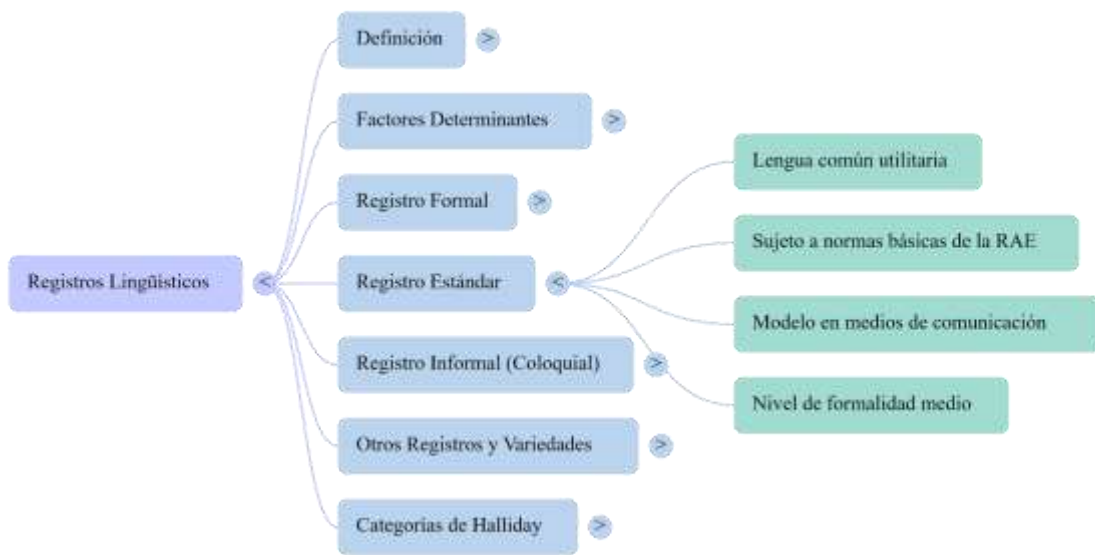 Registros Lingüísticos
<
Definición
>
Factores Determinantes
>
Registro Formal
>
Registro Estándar
<
Lengua común utilitaria
Sujeto a normas básicas de la RAE
Modelo en medios de comunicación
Nivel de formalidad medio
Registro Informal (Coloquial)
>
Otros Registros y Variedades
>
Categorías de Halliday
>